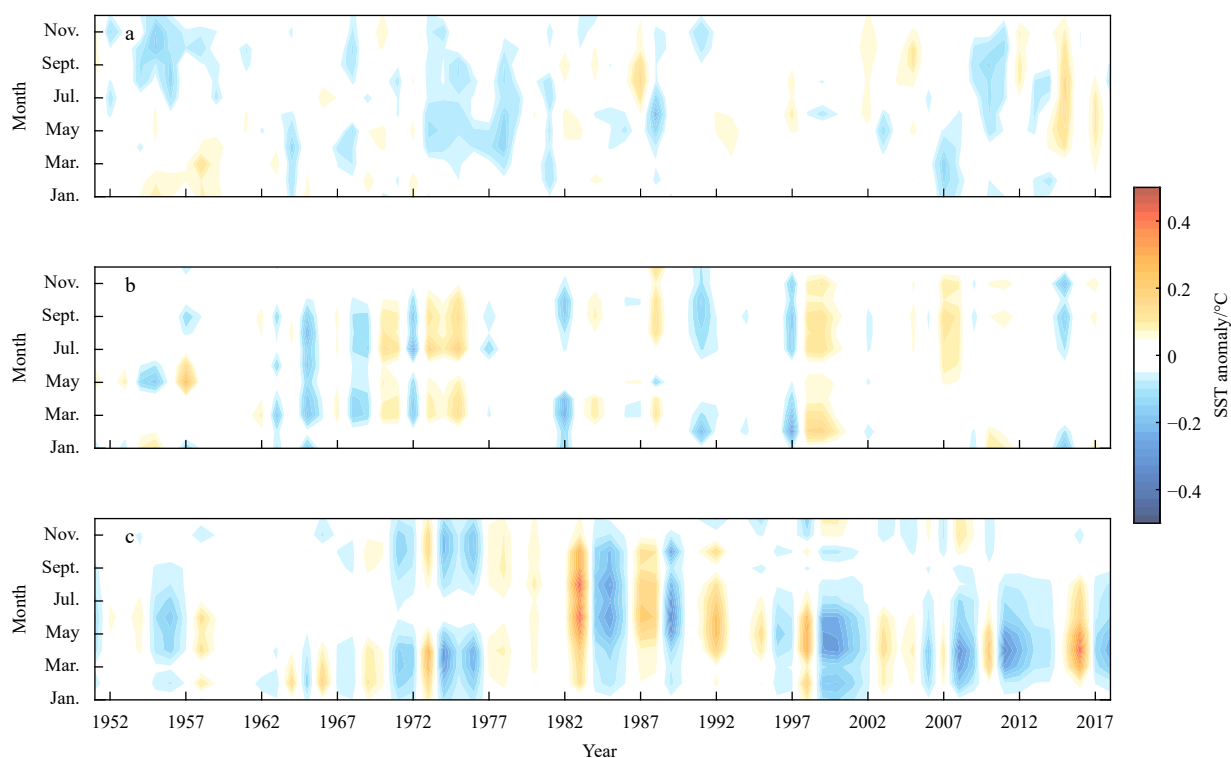 a
Nov.
Sept.
Jul.
May
Mar.
Jan.
Month
b
Nov.
Sept.
Jul.
May
Mar.
Jan.
Month
c
Nov.
Sept.
Jul.
May
Mar.
Jan.
Month
1952 1957 1962 1967 1972 1977 1982 1987 1992 1997 2002 2007 2012 2017
Year
0.4
0.2
0
−0.2
−0.4
SST anomaly/°C